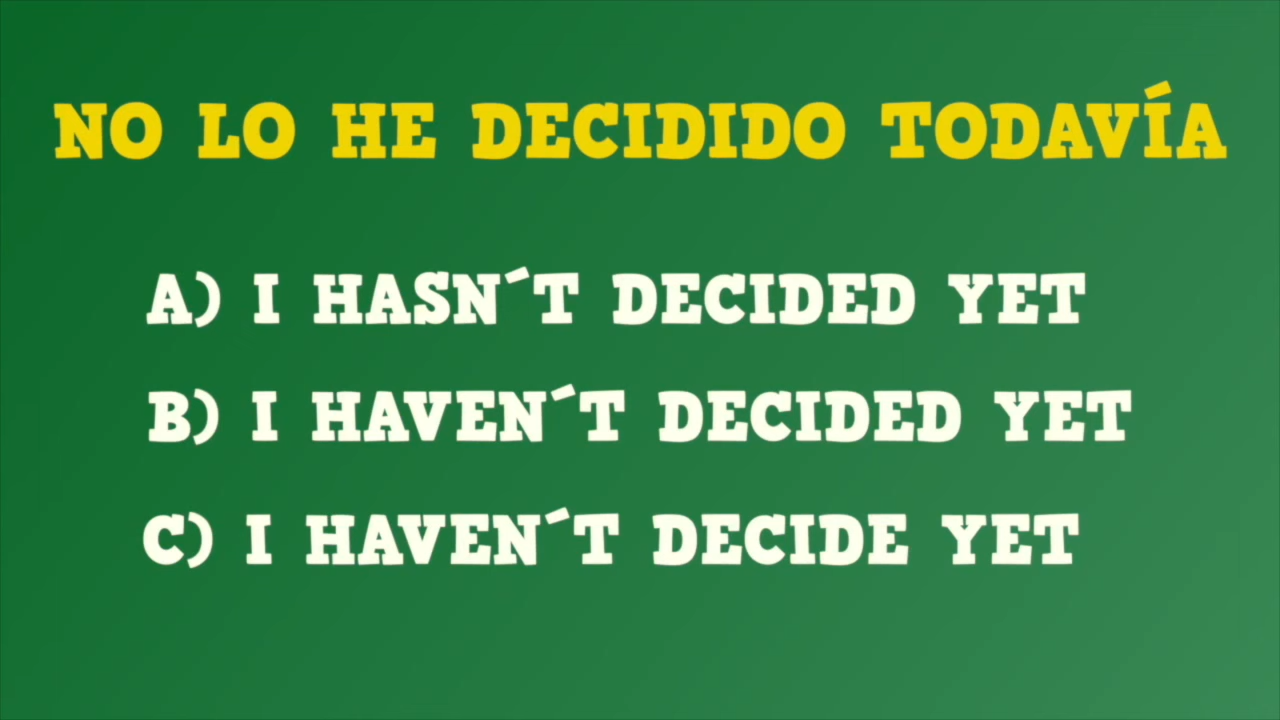 NO LO HE DECIDIDO TODAVÍA
A) I HASN´T DECIDED YET
B) I HAVEN´T DECIDED YET
C) I HAVEN´T DECIDE YET